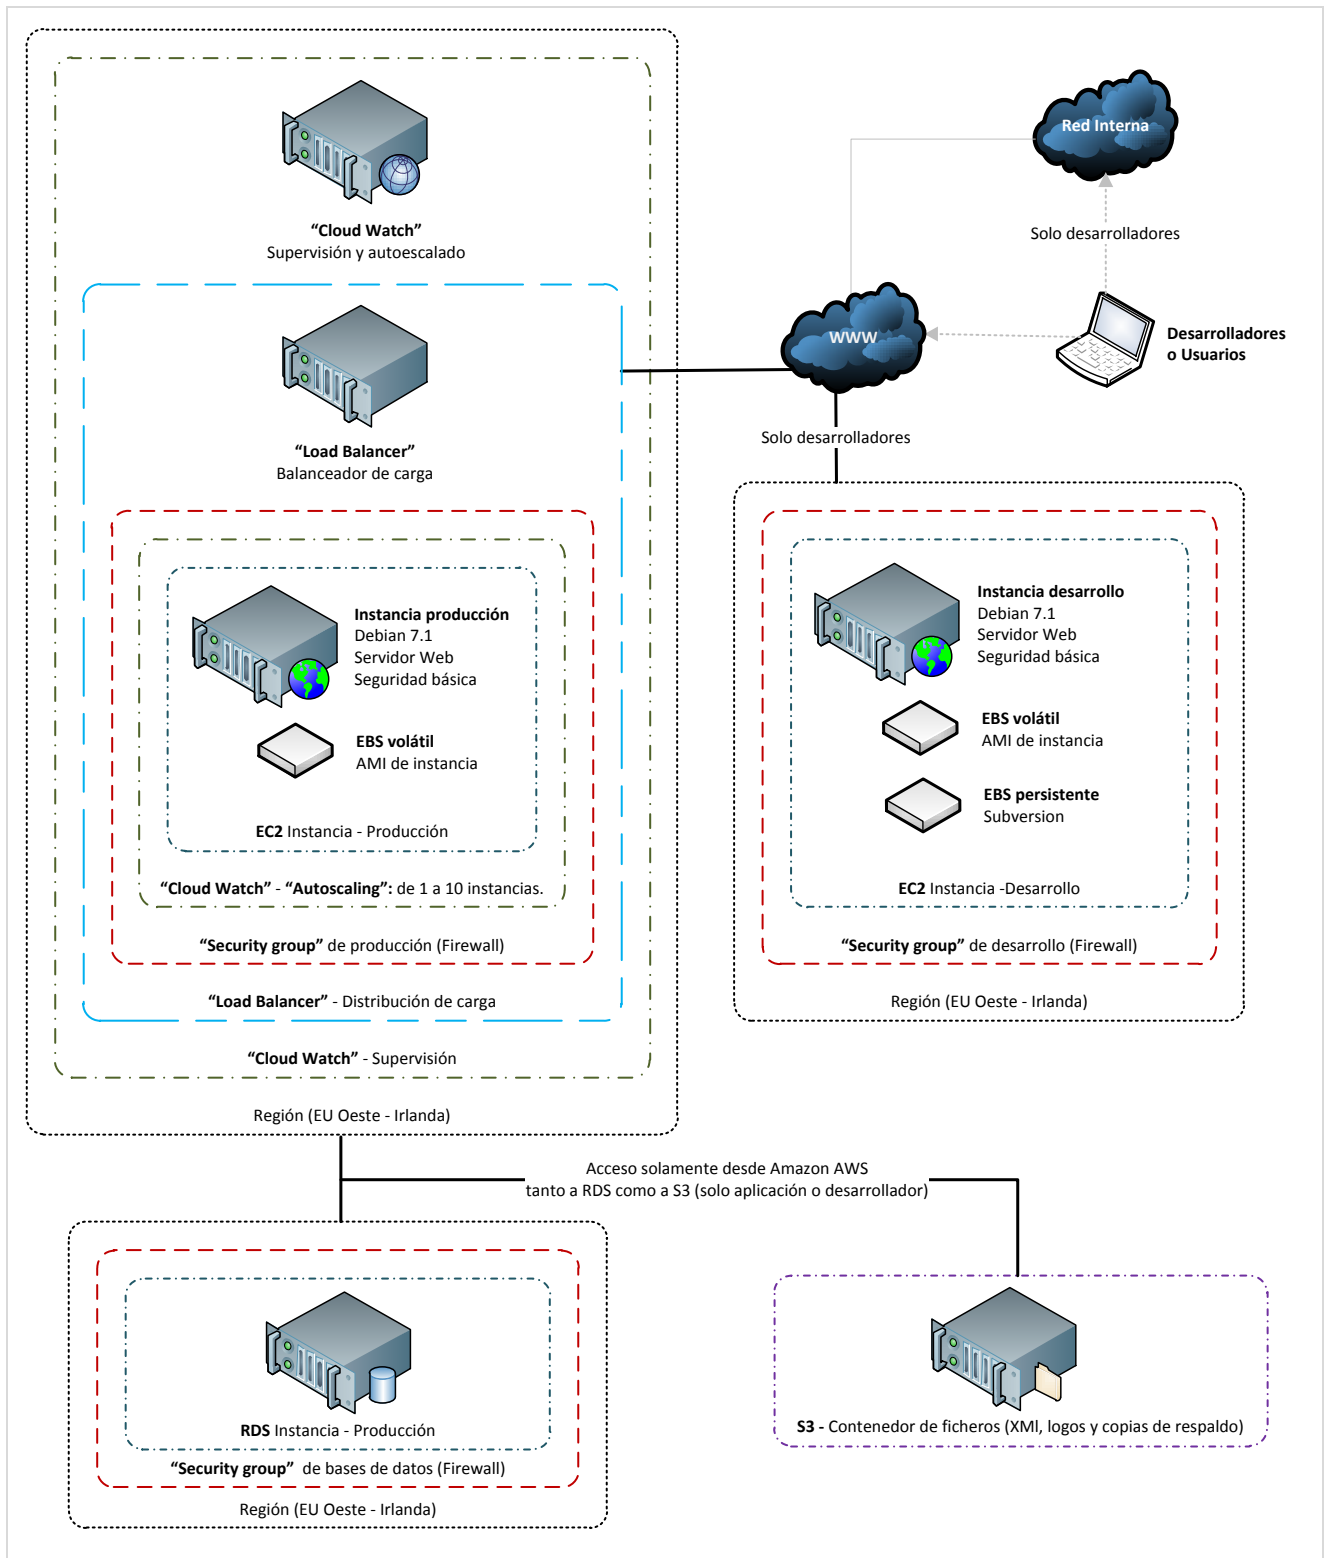 “Cloud Watch”
Supervisión y autoescalado
“Load Balancer”
Balanceador de carga
Instancia producción
Debian 7.1
Servidor Web
Seguridad básica
EBS volátil
AMI de instancia
EC2 Instancia - Producción
“Cloud Watch” - “Autoscaling”: de 1 a 10 instancias.
“Security group” de producción (Firewall)
“Load Balancer” - Distribución de carga
“Cloud Watch” - Supervisión
Región (EU Oeste - Irlanda)
Red Interna
Solo desarrolladores
WWW
Desarrolladores
o Usuarios
Solo desarrolladores
Instancia desarrollo
Debian 7.1
Servidor Web
Seguridad básica
EBS volátil
AMI de instancia
EBS persistente
Subversion
EC2 Instancia -Desarrollo
“Security group” de desarrollo (Firewall)
Región (EU Oeste - Irlanda)
Acceso solamente desde Amazon AWS
tanto a RDS como a S3 (solo aplicación o desarrollador)
RDS Instancia - Producción
“Security group” de bases de datos (Firewall)
Región (EU Oeste - Irlanda)
S3 - Contenedor de ficheros (XMl, logos y copias de respaldo)